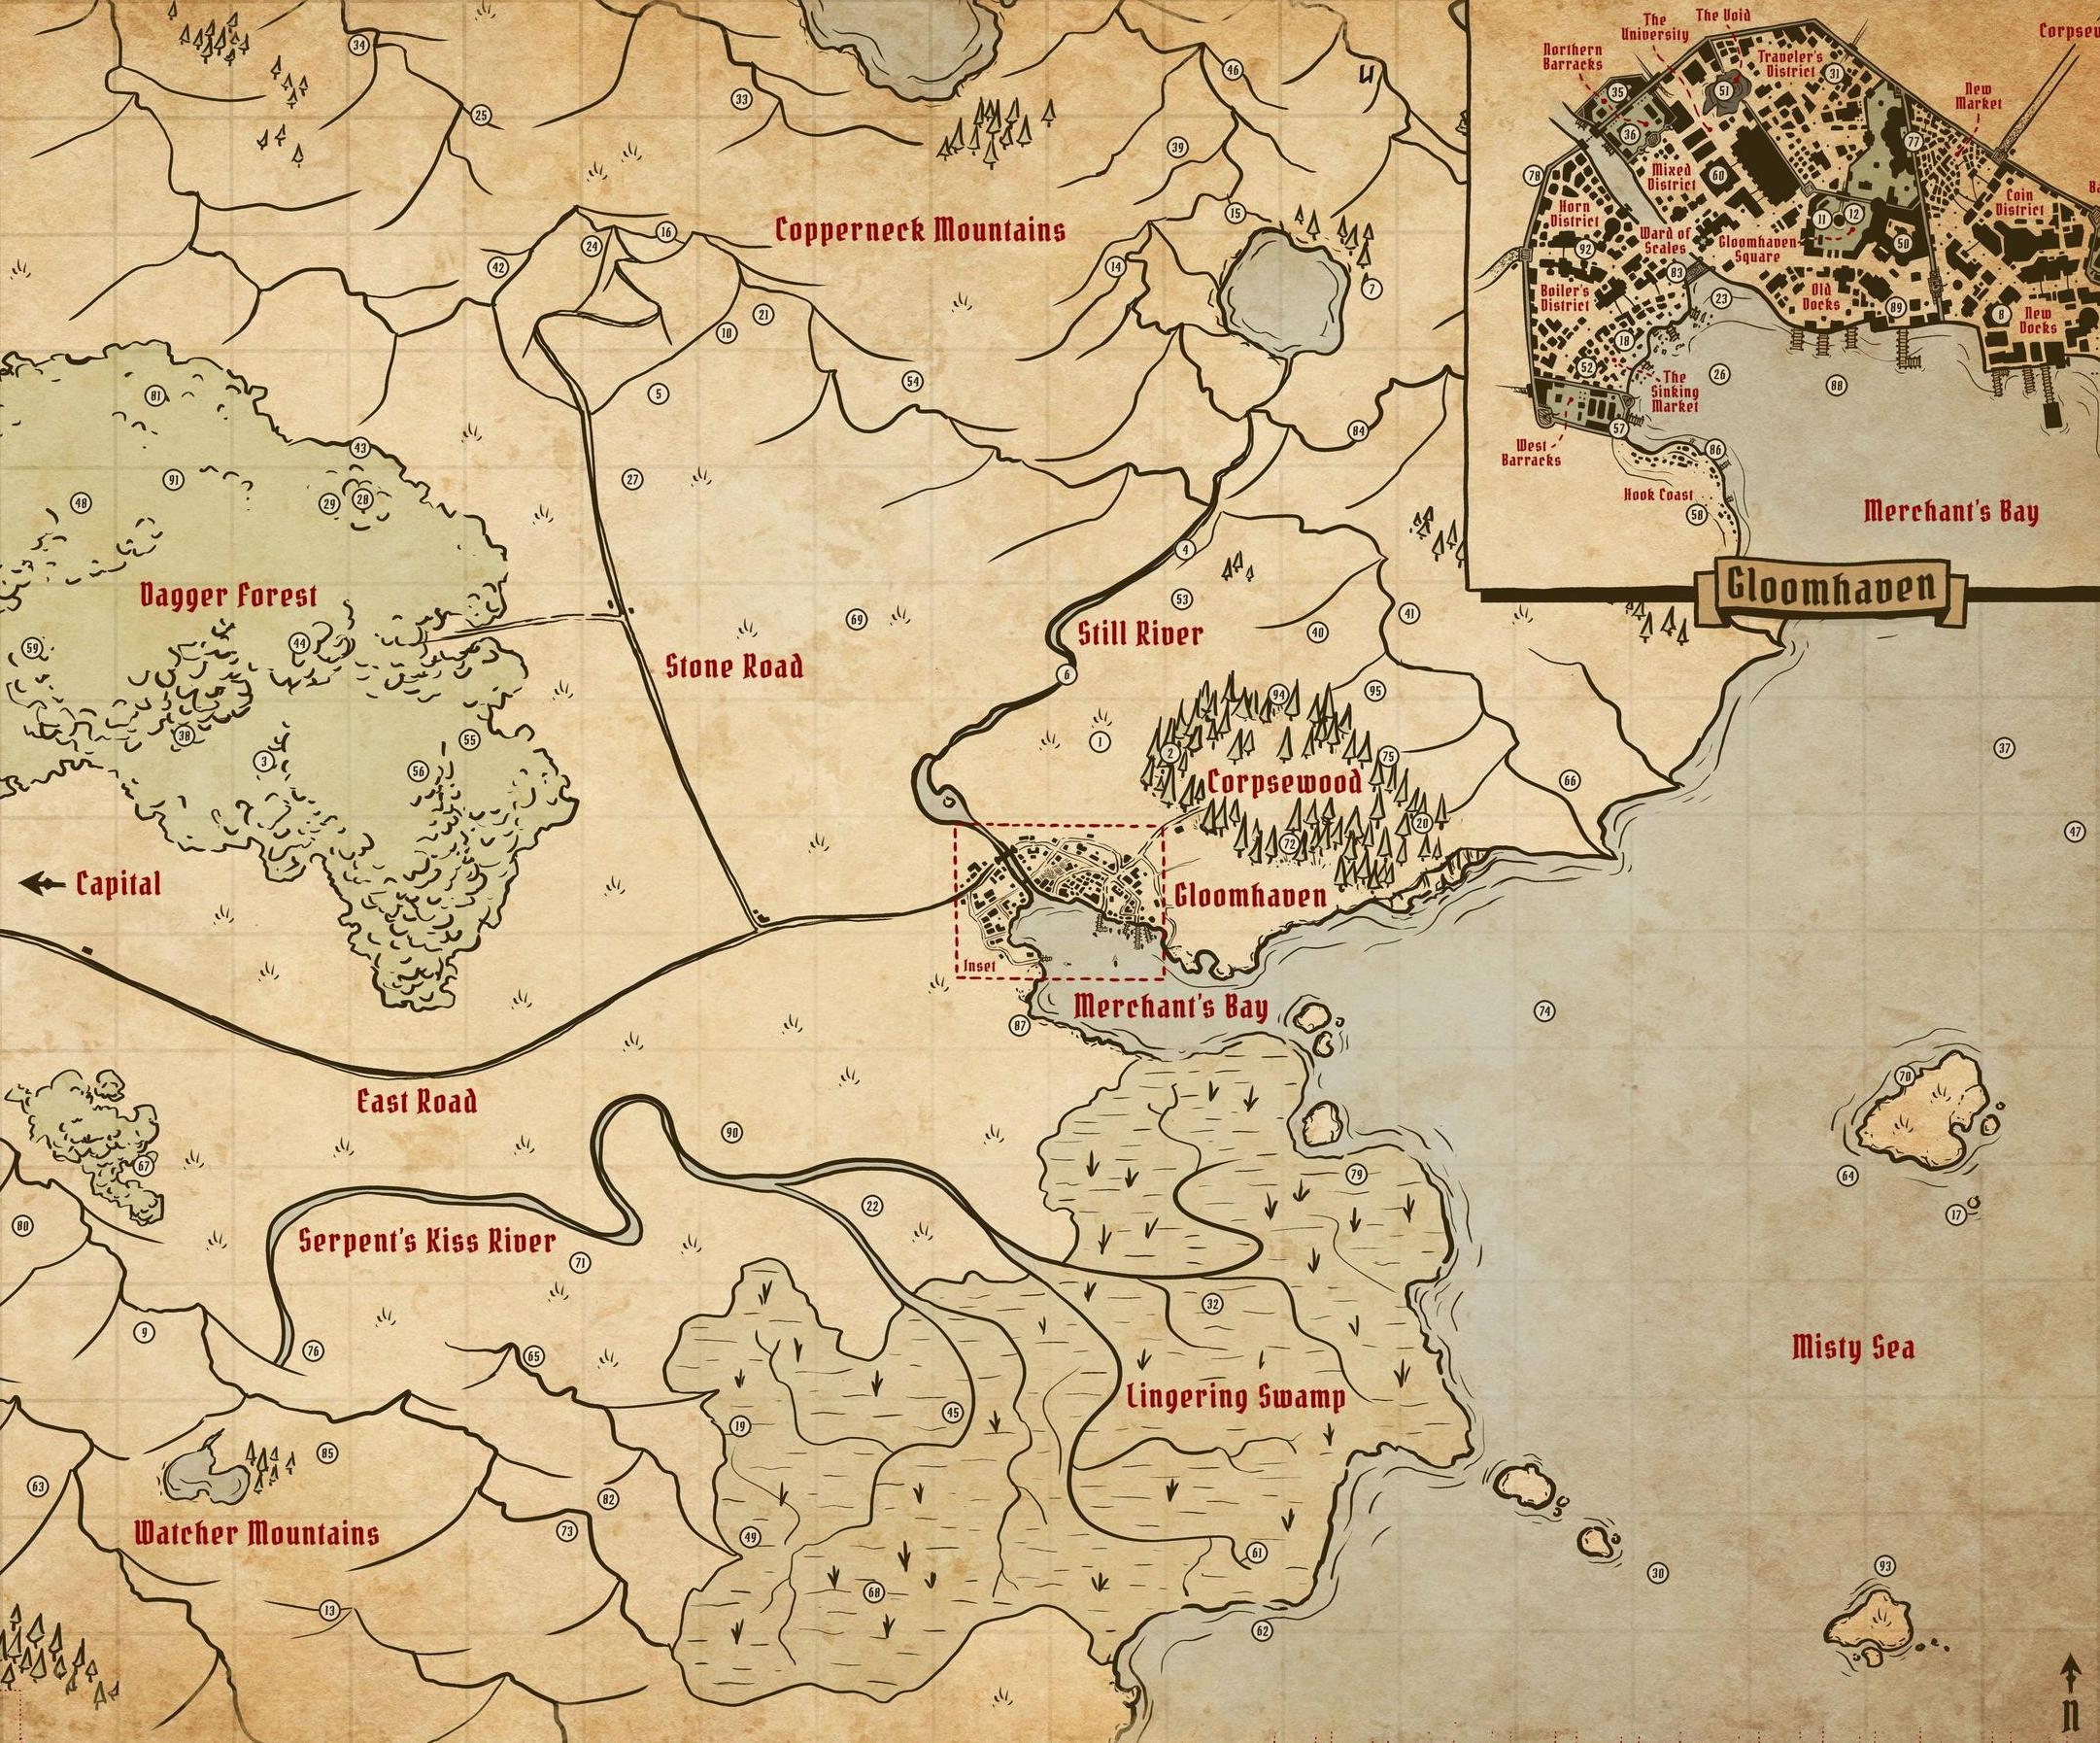 34
25
33
46
39
15
14
7
16
24
42
10
21
5
54
84
27
Copperneck Mountains
81
43
91
48
29
28
Dagger Forest
59
44
38
3
55
56
69
Stone Road
4
53
Still River
6
40
41
1
2
94
95
75
Corpsewood
20
72
66
Gloomhaven
Inset
Merchant's Bay
87
Capital
East Road
67
80
90
22
Serpent's Kiss River
71
9
76
65
79
32
Lingering Swamp
19
45
49
61
68
62
85
63
Watcher Mountains
82
73
13
37
47
74
70
64
17
Misty Sea
30
93
N
The University
The Void
Northern Barracks
Traveler's District
31
35
36
51
New Market
77
78
Mixed District
60
Horn District
92
Ward of Scales
Gloomhaven Square
11
12
50
Coin District
83
Boiler's District
23
Old Docks
89
8
New Docks
18
52
26
88
The Sinking Market
57
West Barracks
86
Hook Coast
58
Merchant's Bay
Gloomhaven